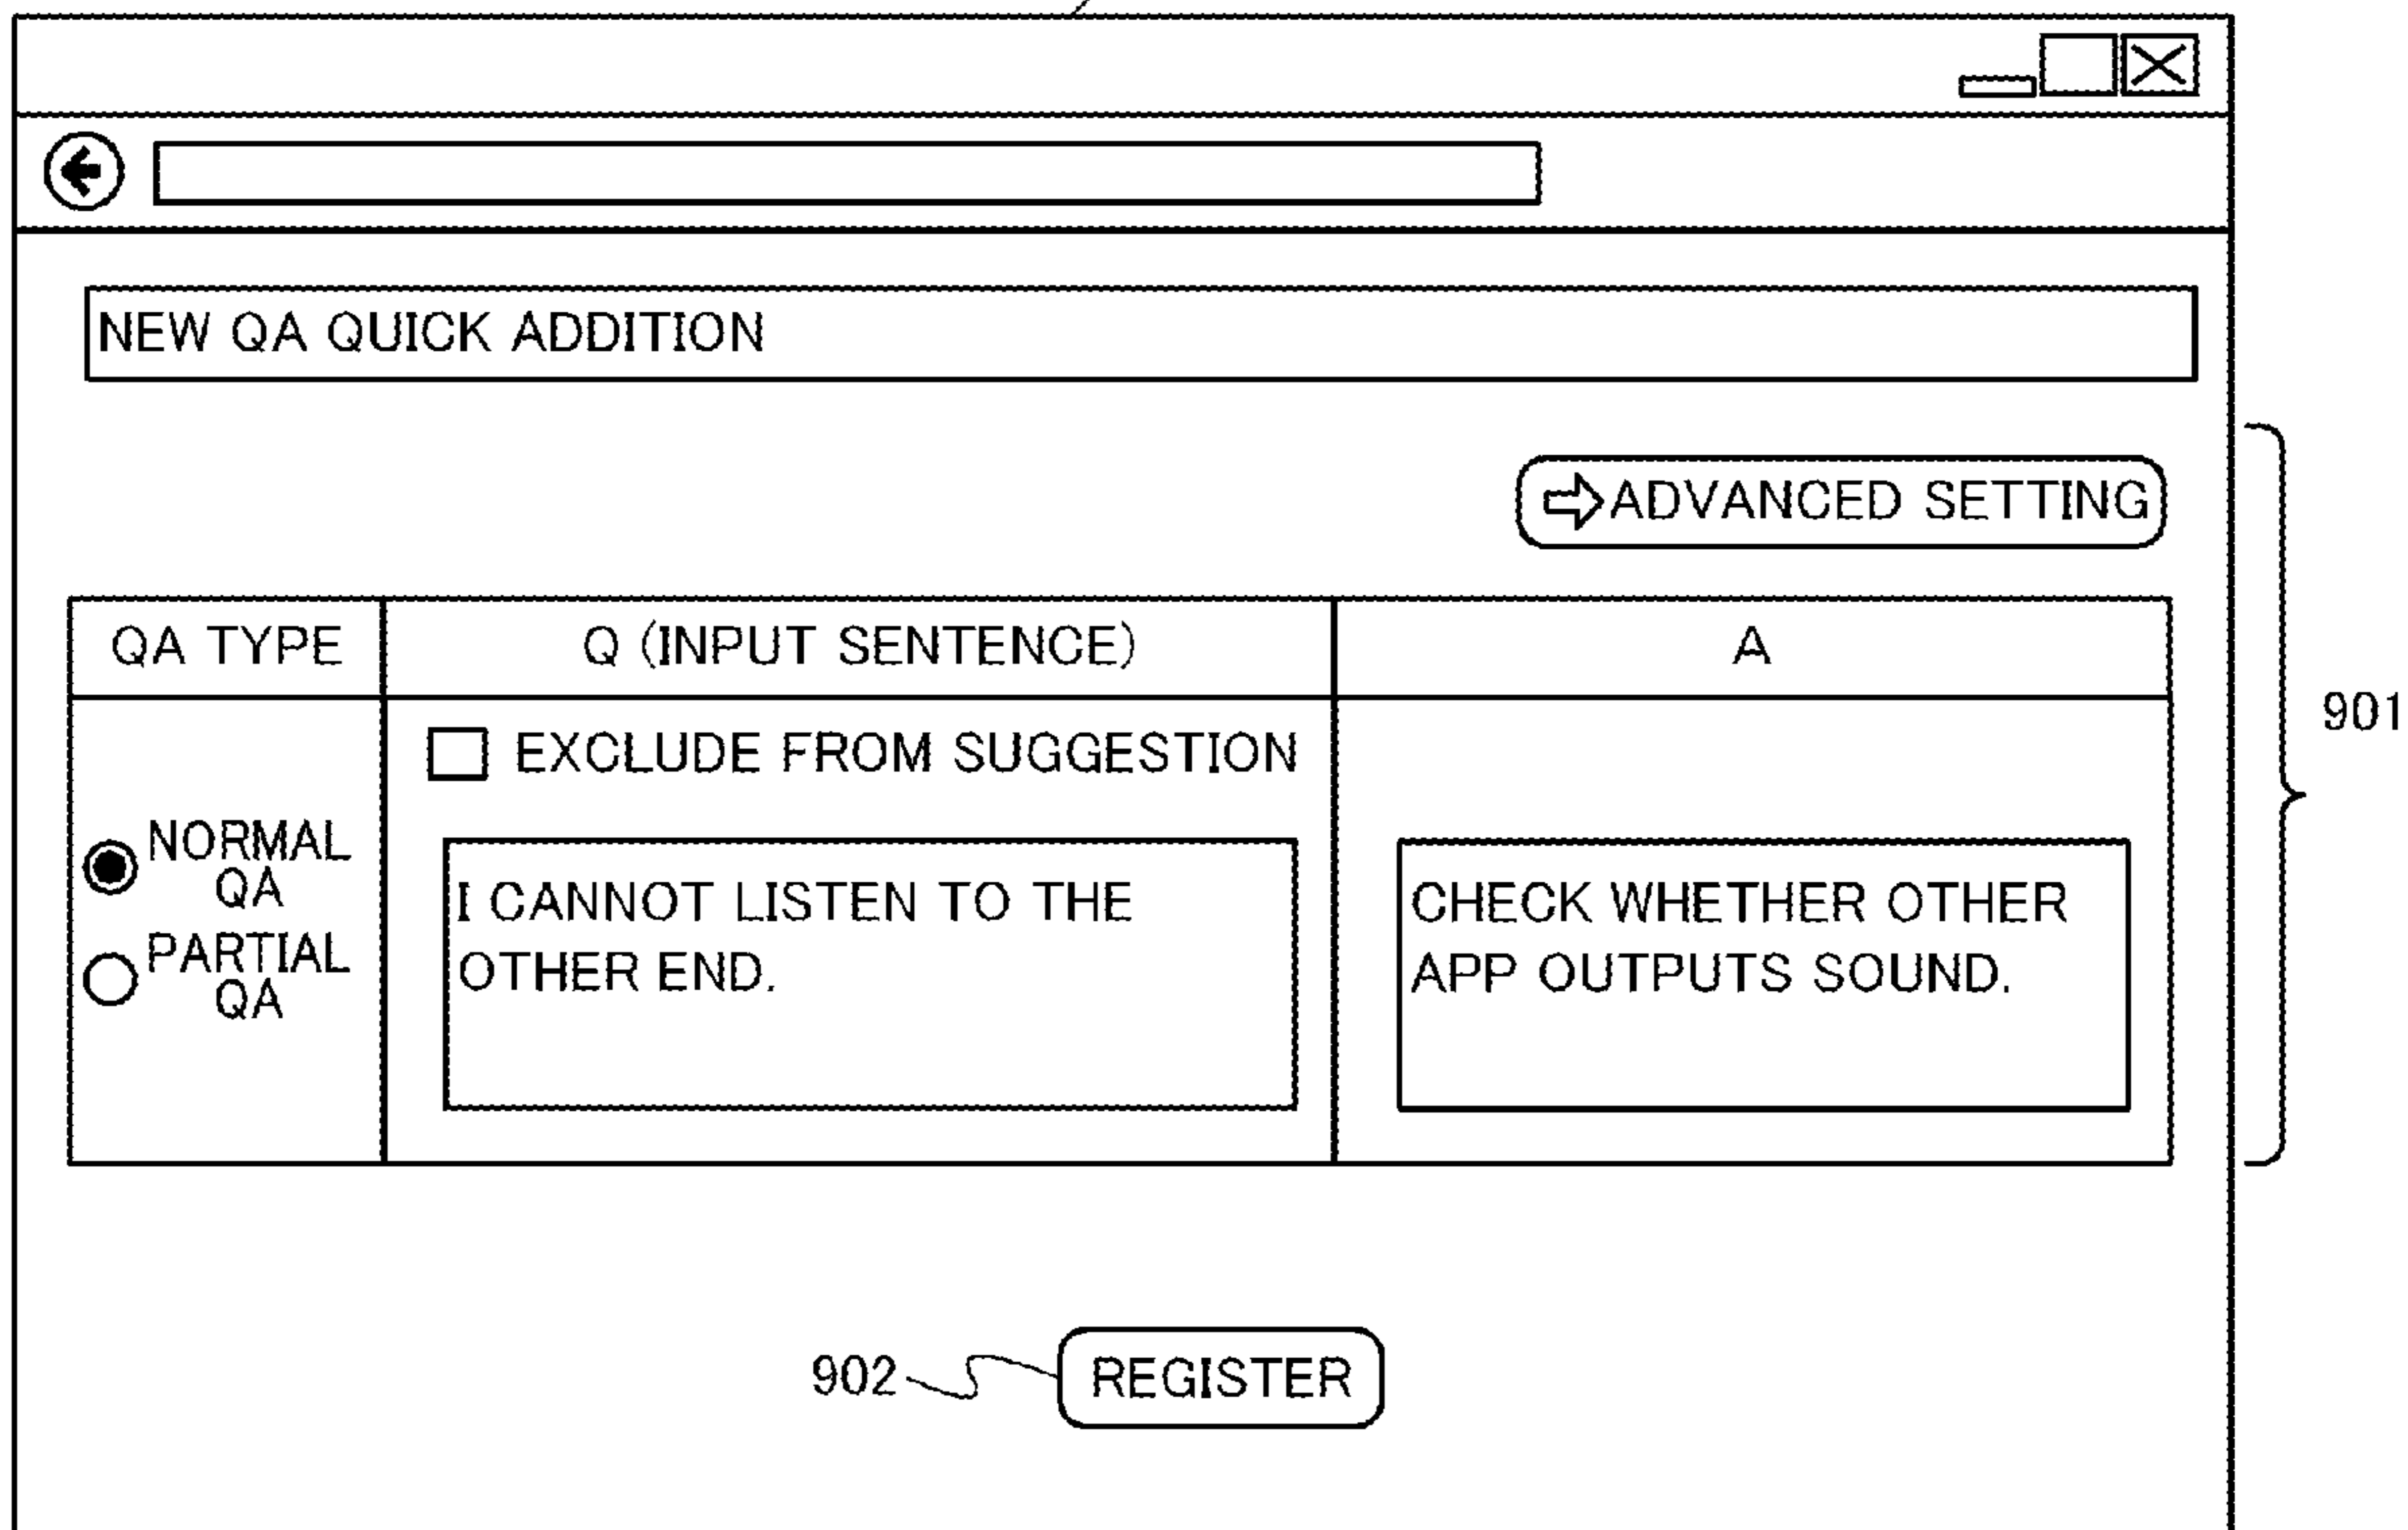 NEW QA QUICK ADDITION
ADVANCED SETTING
QA TYPE
Q (INPUT SENTENCE)
A
901
EXCLUDE FROM SUGGESTION
NORMAL
QA
PARTIAL
QA
I CANNOT LISTEN TO THE
OTHER END.
CHECK WHETHER OTHER
APP OUTPUTS SOUND.
902
REGISTER